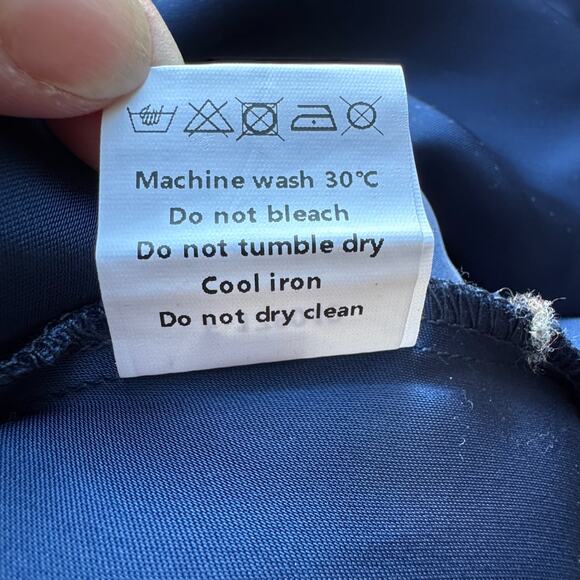 Machine wash 30°C
Do not bleach
Do not tumble dry
Cool iron
Do not dry clean